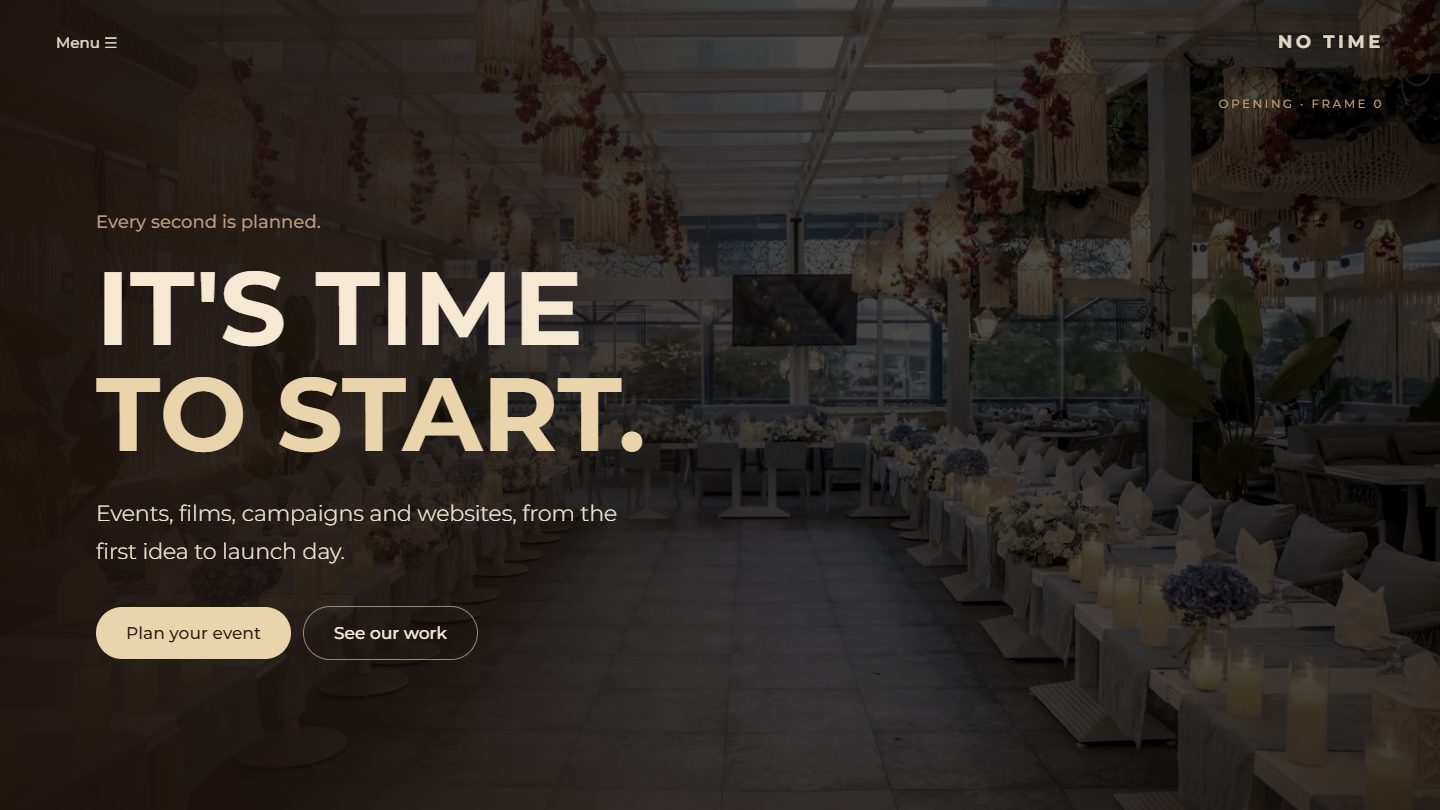 Menu ☰
NO TIME
OPENING · FRAME 0
Every second is planned.
IT'S TIME
TO START.
Events, films, campaigns and websites, from the
first idea to launch day.
Plan your event
See our work